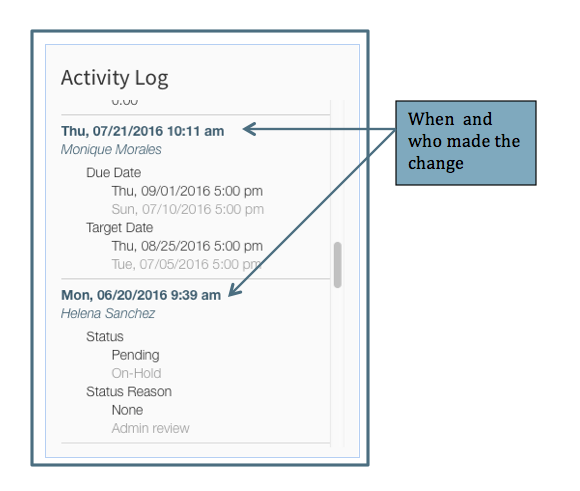 Activity Log
0.00
Thu, 07/21/2016 10:11 am
Monique Morales
Due Date
Thu, 09/01/2016 5:00 pm
Sun, 07/10/2016 5:00 pm
Target Date
Thu, 08/25/2016 5:00 pm
Tue, 07/05/2016 5:00 pm
Mon, 06/20/2016 9:39 am
Helena Sanchez
Status
Pending
On-Hold
Status Reason
None
Admin review
When and
who made the
change